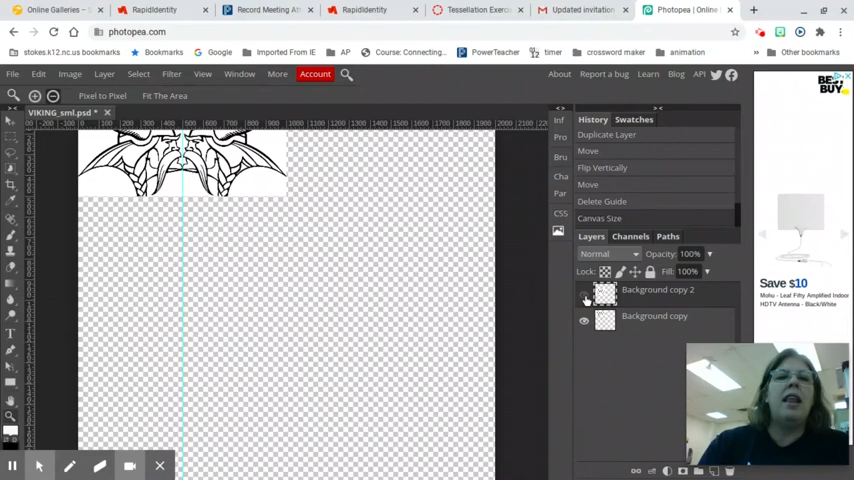 Online Galleries – S
RapidIdentity
Record Meeting Att
RapidIdentity
Tessellation Exerc
Updated invitation
Photopea | Online
photopea.com
stokes.k12.nc.us bookmarks
Bookmarks
Google
Imported From IE
AP
Course: Connecting...
PowerTeacher
timer
crossword maker
animation
Other bookmarks
File Edit Image Layer Select Filter View Window More Account
About Report a bug Learn Blog API
Pixel to Pixel Fit The Area
VIKING_sml.psd *
Inf
Pro
Bru
Cha
Par
CSS
History Swatches
Duplicate Layer
Move
Flip Vertically
Move
Delete Guide
Canvas Size
Layers Channels Paths
Normal Opacity: 100%
Lock: Fill: 100%
Background copy 2
Background copy
BEST BUY
Save $10
Mohu - Leaf Fifty Amplified Indoor
HDTV Antenna - Black/White